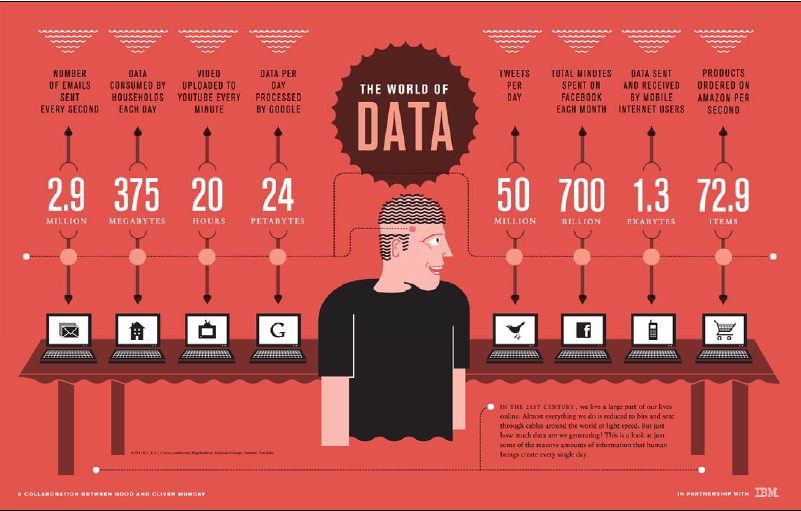 THE WORLD OF
DATA
NUMBER
OF EMAILS
SENT
EVERY SECOND
2.9
MILLION
DATA
CONSUMED BY
HOUSEHOLDS
EACH DAY
375
MEGABYTES
VIDEO
UPLOADED TO
YOUTUBE EVERY
MINUTE
20
HOURS
DATA PER
DAY
PROCESSED
BY GOOGLE
24
PETABYTES
TWEETS
PER
DAY
50
MILLION
TOTAL MINUTES
SPENT ON
FACEBOOK
EACH MONTH
700
BILLION
DATA SENT
AND RECEIVED
BY MOBILE
INTERNET USERS
1.3
EXABYTES
PRODUCTS
ORDERED ON
AMAZON PER
SECOND
72.9
ITEMS
G
f
IN THE 21ST CENTURY, we live a large part of our lives
online. Almost everything we do is reduced to bits and sent
through cables around the world at light speed. But just
how much data are we generating? This is a look at just
some of the massive amounts of information that human
beings create every single day.
SOURCES:
A COLLABORATION BETWEEN GOOD AND OLIVER MUNDAY
IN PARTNERSHIP WITH IBM